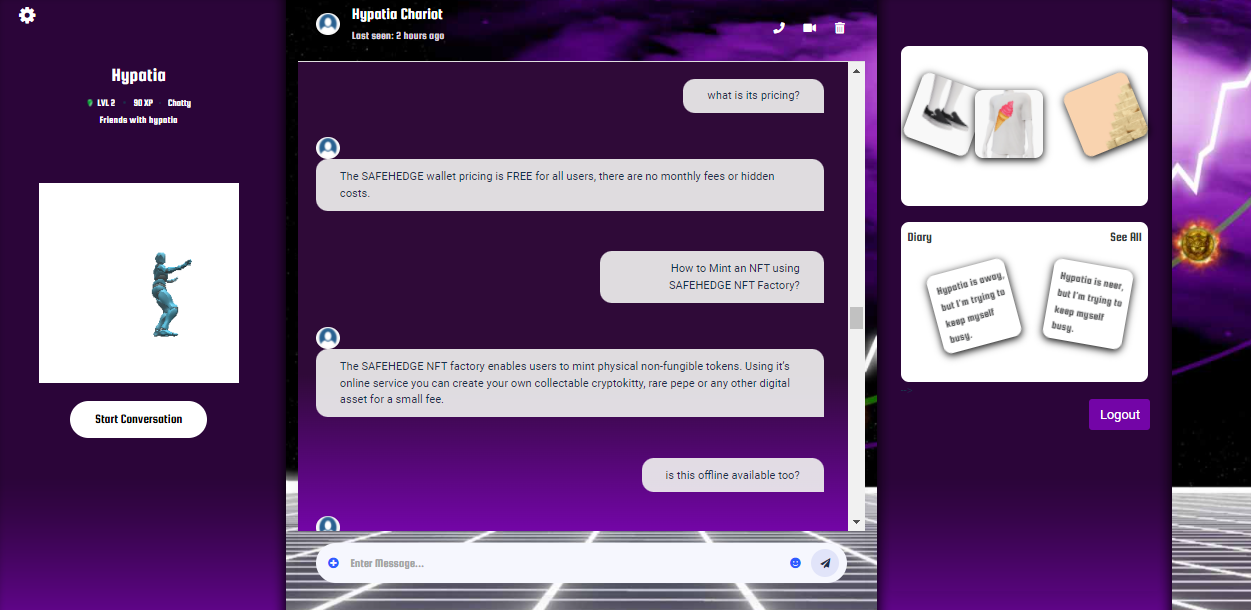 Hypatia
LVL 2 · 90 XP · Chatty
Friends with hypatia
Start Conversation
Hypatia Chariot
Last seen: 2 hours ago
what is its pricing?
The SAFEHEDGE wallet pricing is FREE for all users, there are no monthly fees or hidden
costs.
How to Mint an NFT using
SAFEHEDGE NFT Factory?
The SAFEHEDGE NFT factory enables users to mint physical non-fungible tokens. Using it's
online service you can create your own collectable cryptokitty, rare pepe or any other digital
asset for a small fee.
is this offline available too?
Enter Message...
Diary
See All
Hypatia is away,
but I'm trying to
keep myself
busy.
Hypatia is neer,
but I'm trying to
keep myself
busy.
-->
Logout